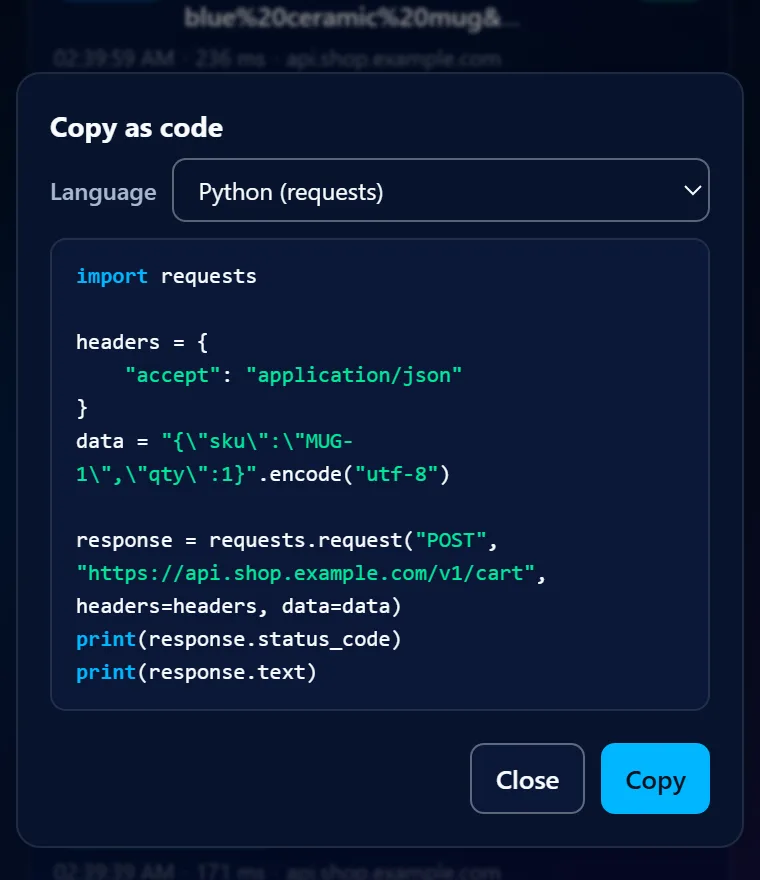 blue%20ceramic%20mug&...
02:39:59 AM · 236 ms · api.shop.example.com
Copy as code
Language
Python (requests)
import requests
headers = {
    "accept": "application/json"
}
data = "{\"sku\":\"MUG-
1\",\"qty\":1}".encode("utf-8")
response = requests.request("POST",
"https://api.shop.example.com/v1/cart",
headers=headers, data=data)
print(response.status_code)
print(response.text)
Close
Copy
02:39:39 AM · 171 ms · api.shop.example.com